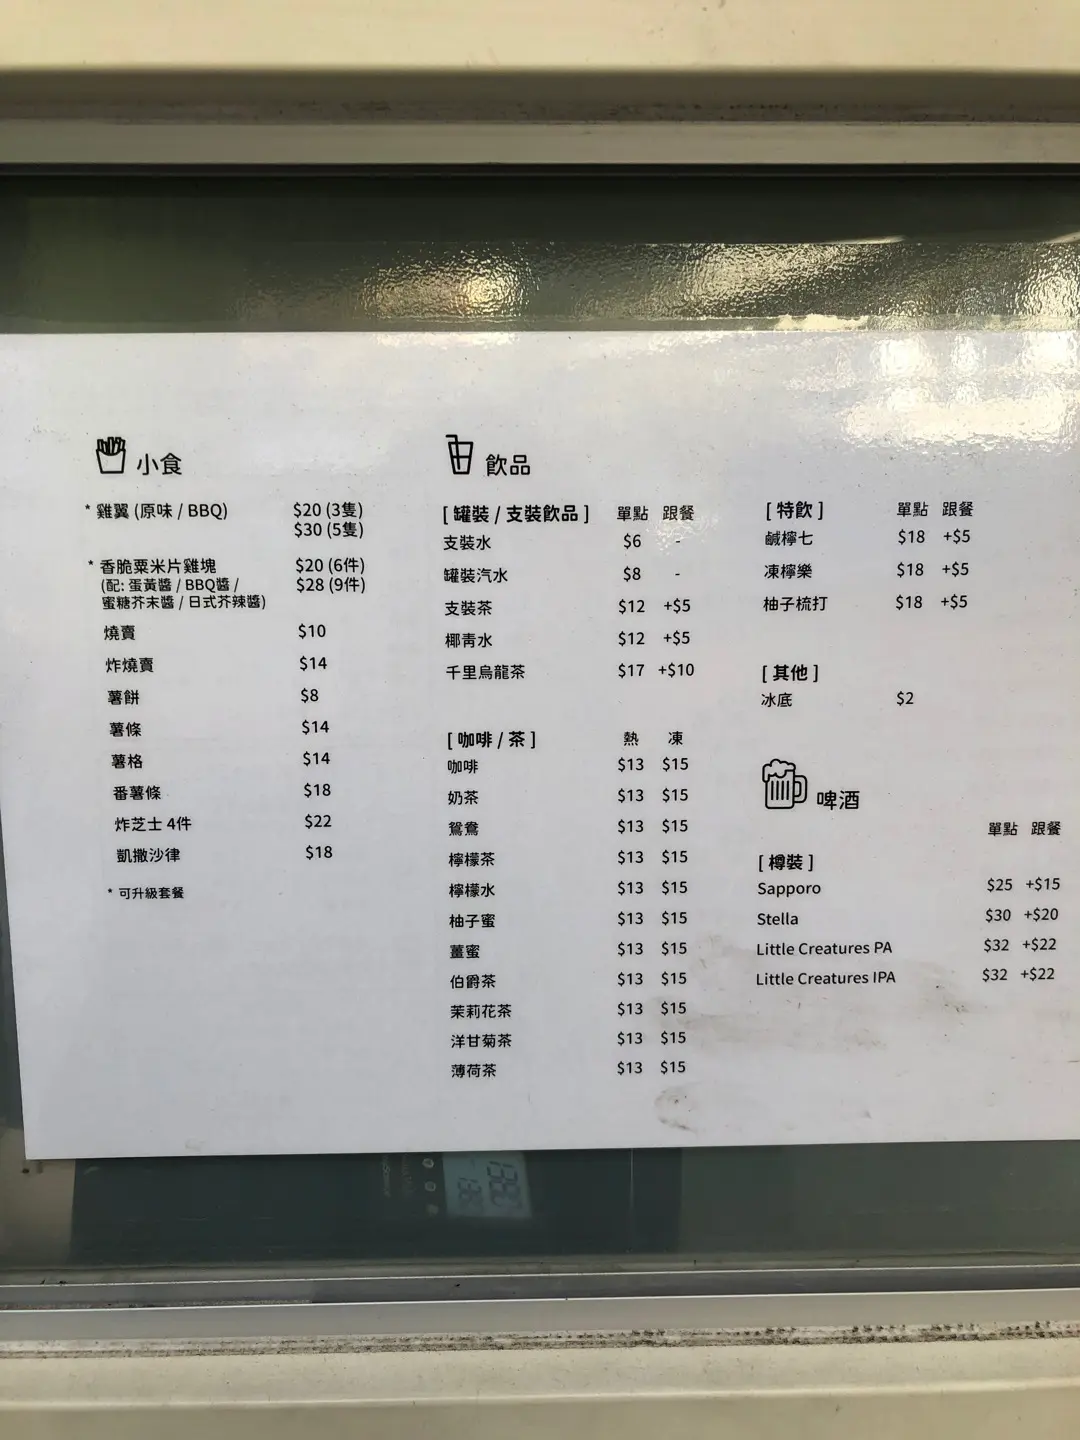 小食
* 雞翼 (原味 / BBQ) $20 (3隻)
$30 (5隻)
* 香脆粟米片雞塊 $20 (6件)
(配: 蛋黃醬 / BBQ醬 / $28 (9件)
蜜糖芥末醬 / 日式芥辣醬)
燒賣 $10
炸燒賣 $14
薯餅 $8
薯條 $14
薯格 $14
番薯條 $18
炸芝士 4件 $22
凱撒沙律 $18
* 可升級套餐
飲品
[ 罐裝 / 支裝飲品 ] 單點 跟餐
支裝水 $6 -
罐裝汽水 $8 -
支裝茶 $12 +$5
椰青水 $12 +$5
千里烏龍茶 $17 +$10
[ 咖啡 / 茶 ] 熱 凍
咖啡 $13 $15
奶茶 $13 $15
鴛鴦 $13 $15
檸檬茶 $13 $15
檸檬水 $13 $15
柚子蜜 $13 $15
薑蜜 $13 $15
伯爵茶 $13 $15
茉莉花茶 $13 $15
洋甘菊茶 $13 $15
薄荷茶 $13 $15
[ 特飲 ] 單點 跟餐
鹹檸七 $18 +$5
凍檸樂 $18 +$5
柚子梳打 $18 +$5
[ 其他 ]
冰底 $2
啤酒
單點 跟餐
[ 樽裝 ]
Sapporo $25 +$15
Stella $30 +$20
Little Creatures PA $32 +$22
Little Creatures IPA $32 +$22